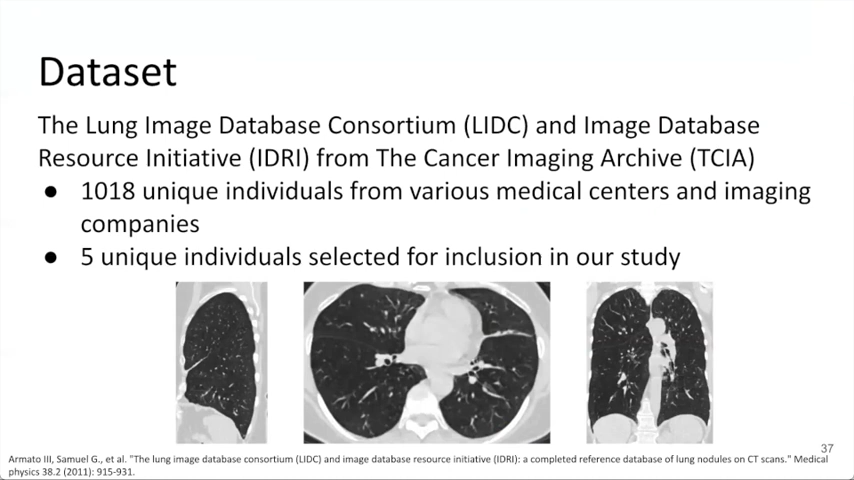 Dataset
The Lung Image Database Consortium (LIDC) and Image Database
Resource Initiative (IDRI) from The Cancer Imaging Archive (TCIA)
● 1018 unique individuals from various medical centers and imaging
companies
● 5 unique individuals selected for inclusion in our study
37
Armato III, Samuel G., et al. "The lung image database consortium (LIDC) and image database resource initiative (IDRI): a completed reference database of lung nodules on CT scans." Medical
physics 38.2 (2011): 915-931.